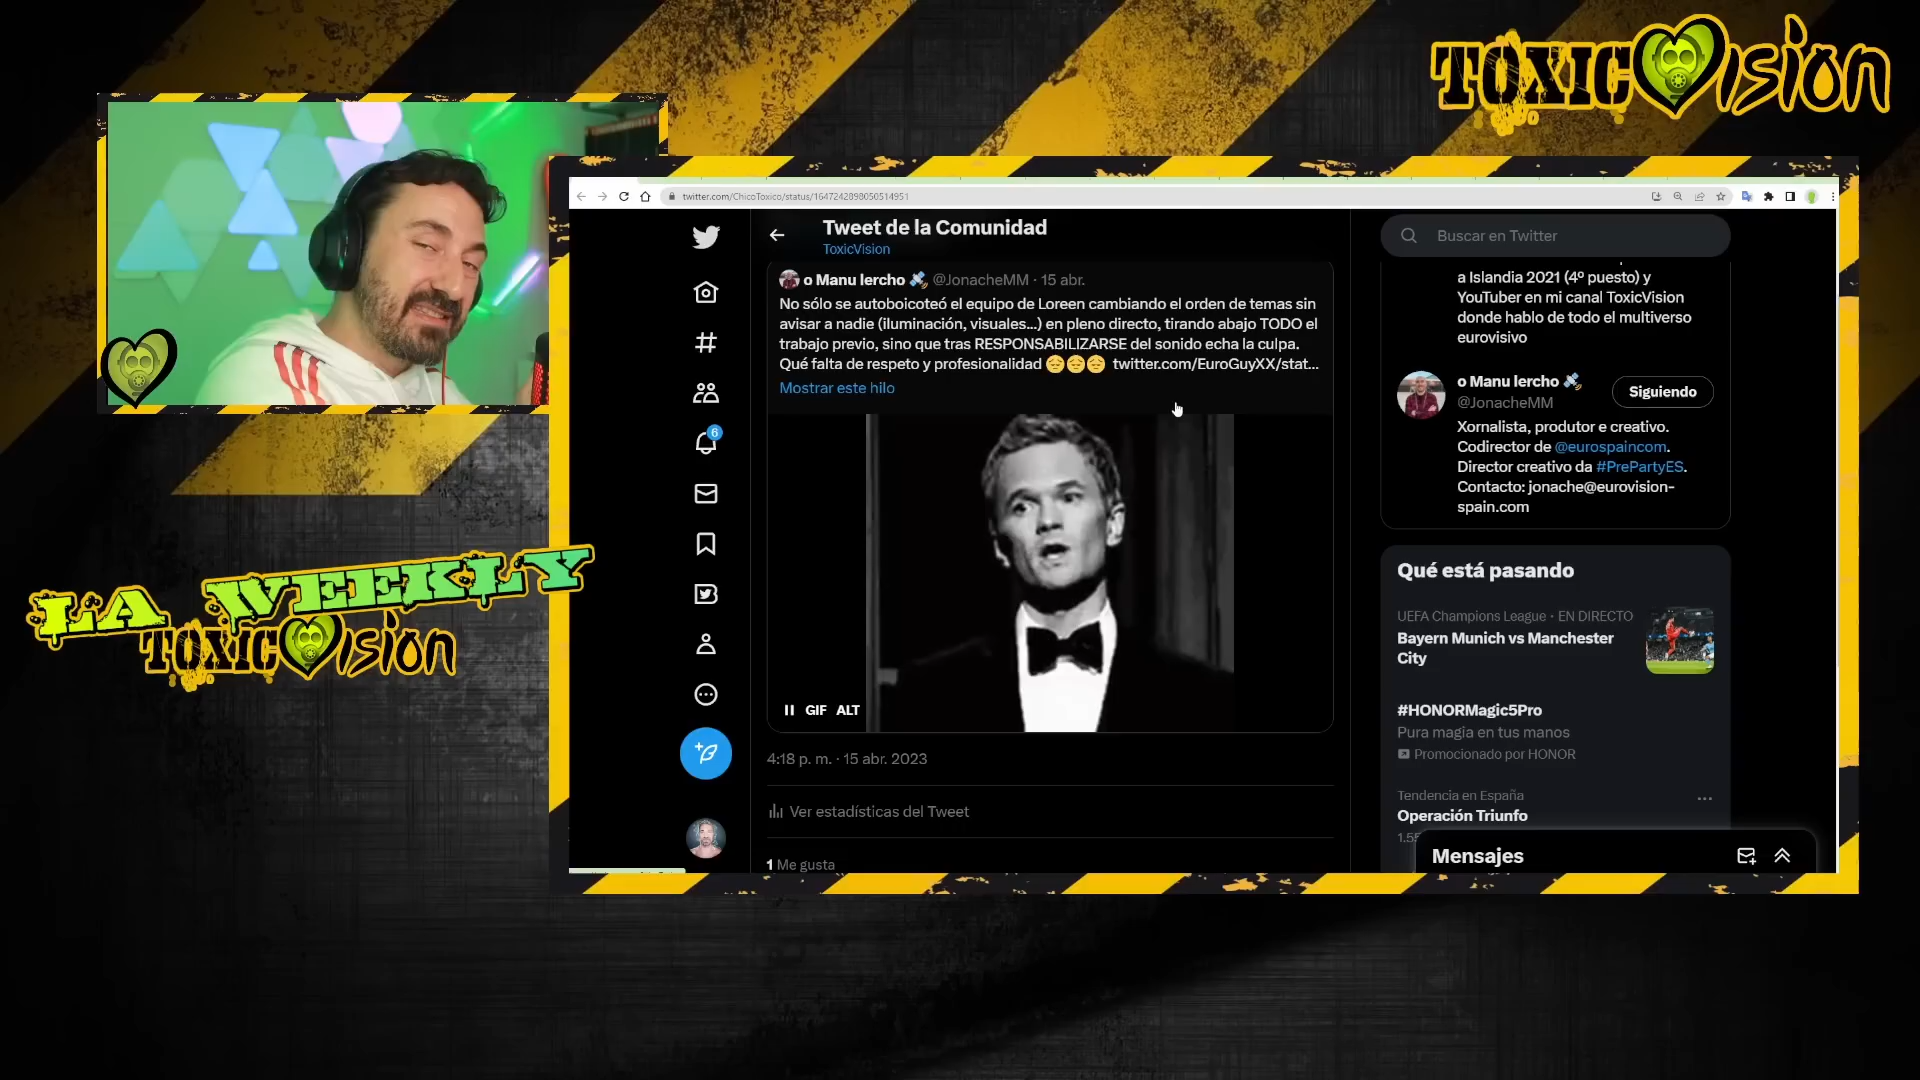 TOXICVision
LA WEEKLY
TOXICVision
twitter.com/ChicoToxico/status/1647242898050514951
Tweet de la Comunidad
ToxicVision
o Manu lercho 🛰️ @JonacheMM · 15 abr.
No sólo se autoboicoteó el equipo de Loreen cambiando el orden de temas sin
avisar a nadie (iluminación, visuales...) en pleno directo, tirando abajo TODO el
trabajo previo, sino que tras RESPONSABILIZARSE del sonido echa la culpa.
Qué falta de respeto y profesionalidad 😔😔😔 twitter.com/EuroGuyXX/stat...
Mostrar este hilo
GIF ALT
4:18 p. m. · 15 abr. 2023
Ver estadísticas del Tweet
1 Me gusta
6
Buscar en Twitter
a Islandia 2021 (4º puesto) y
YouTuber en mi canal ToxicVision
donde hablo de todo el multiverso
eurovisivo
o Manu lercho 🛰️
@JonacheMM
Siguiendo
Xornalista, produtor e creativo.
Codirector de @eurospaincom.
Director creativo da #PrePartyES.
Contacto: jonache@eurovision-
spain.com
Qué está pasando
UEFA Champions League · EN DIRECTO
Bayern Munich vs Manchester
City
#HONORMagic5Pro
Pura magia en tus manos
Promocionado por HONOR
Tendencia en España
Operación Triunfo
Mensajes